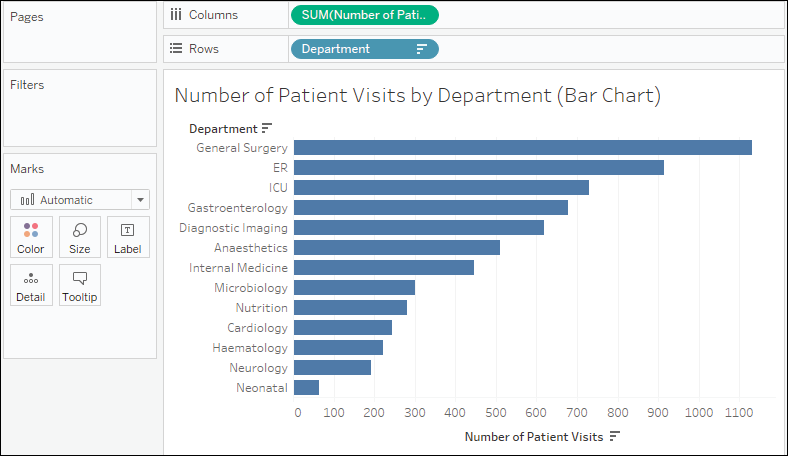 Pages
Columns
SUM(Number of Pati..
Rows
Department
Filters
Marks
Automatic
Color
Size
Label
Detail
Tooltip
Number of Patient Visits by Department (Bar Chart)
Department
General Surgery
ER
ICU
Gastroenterology
Diagnostic Imaging
Anaesthetics
Internal Medicine
Microbiology
Nutrition
Cardiology
Haematology
Neurology
Neonatal
0 100 200 300 400 500 600 700 800 900 1000 1100
Number of Patient Visits